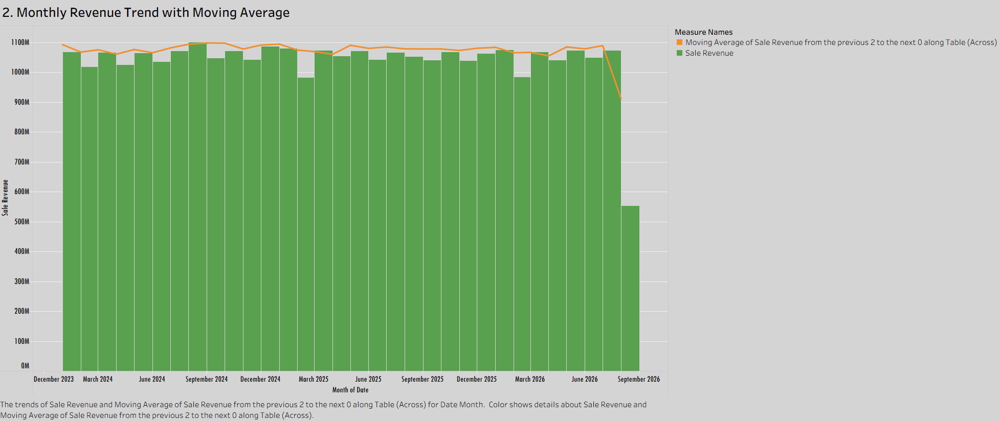 2. Monthly Revenue Trend with Moving Average
Measure Names
Moving Average of Sale Revenue from the previous 2 to the next 0 along Table (Across)
Sale Revenue
1100M
1000M
900M
800M
700M
600M
500M
400M
300M
200M
100M
0M
Sale Revenue
December 2023
March 2024
June 2024
September 2024
December 2024
March 2025
June 2025
September 2025
December 2025
March 2026
June 2026
September 2026
Month of Date
The trends of Sale Revenue and Moving Average of Sale Revenue from the previous 2 to the next 0 along Table (Across) for Date Month.  Color shows details about Sale Revenue and
Moving Average of Sale Revenue from the previous 2 to the next 0 along Table (Across).